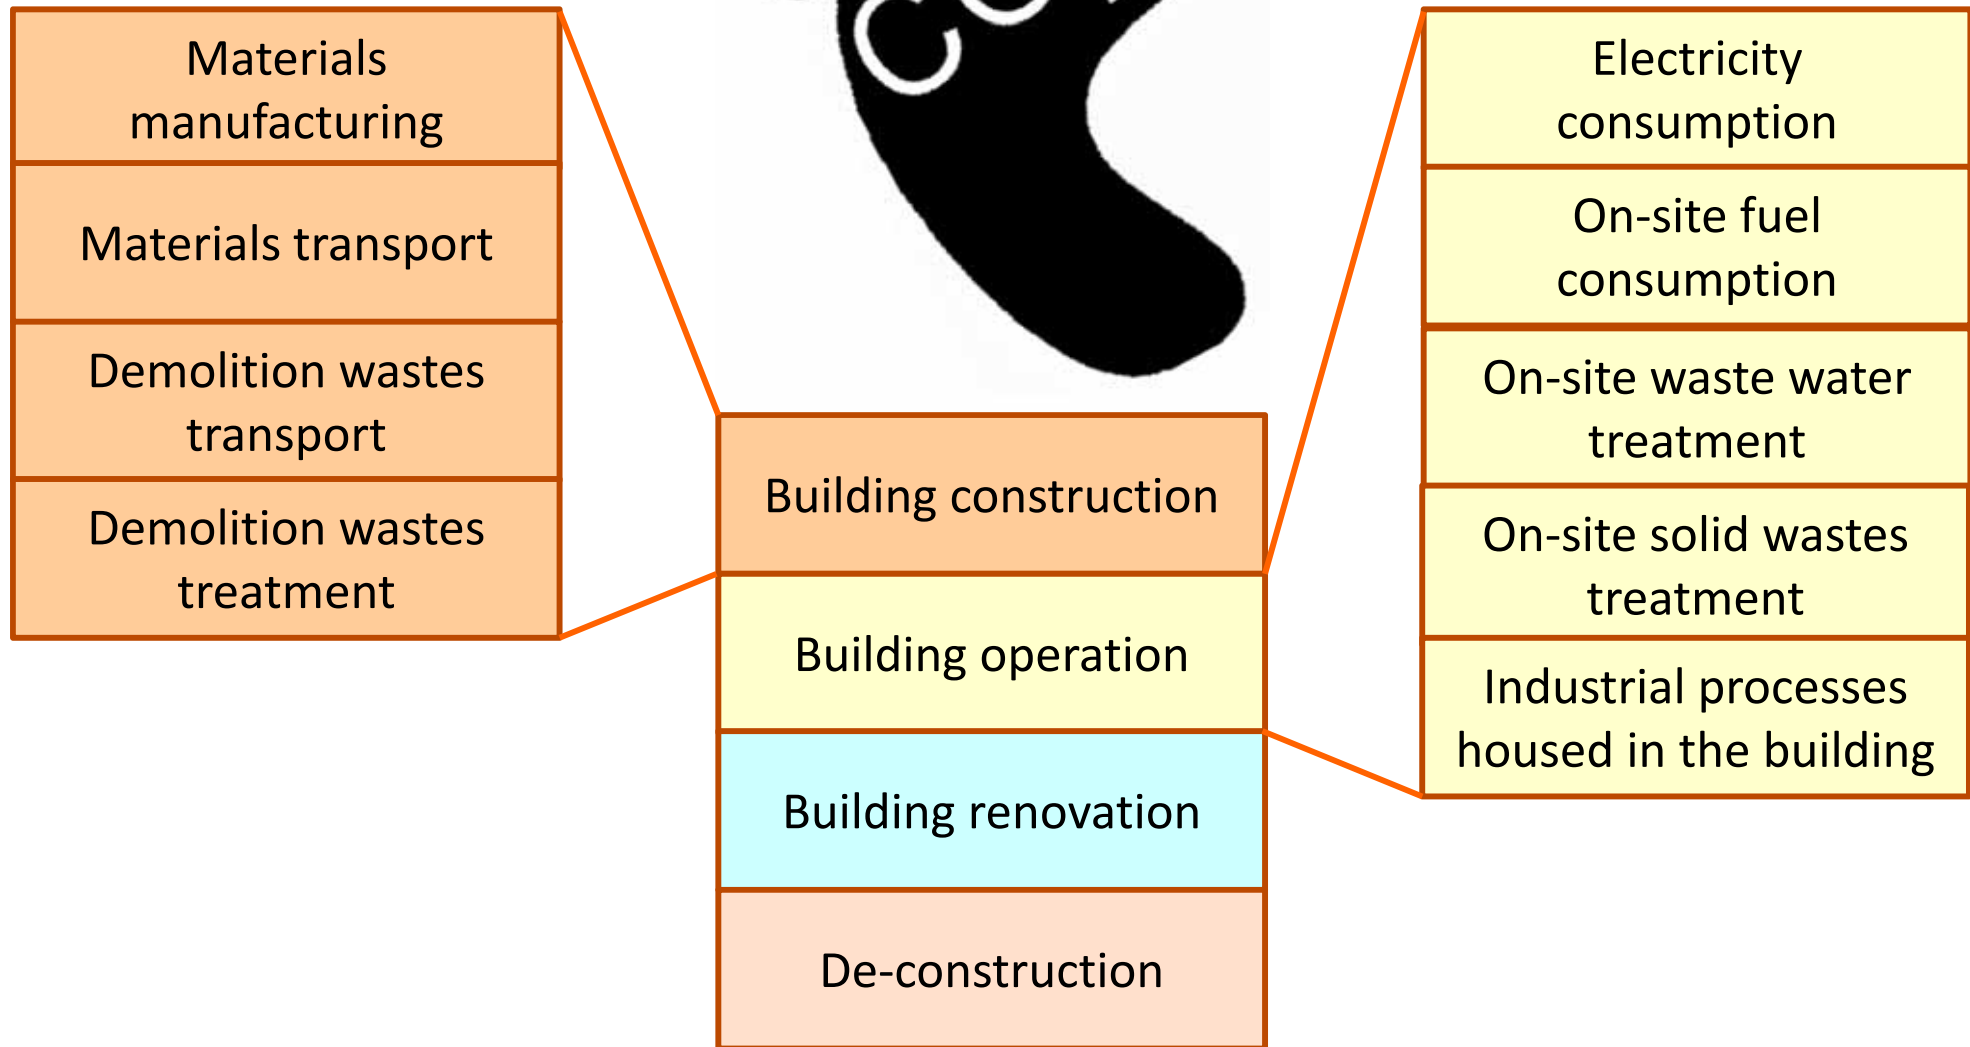 Materials
manufacturing
Materials transport
Demolition wastes
transport
Demolition wastes
treatment
Building construction
Building operation
Building renovation
De-construction
Electricity
consumption
On-site fuel
consumption
On-site waste water
treatment
On-site solid wastes
treatment
Industrial processes
housed in the building